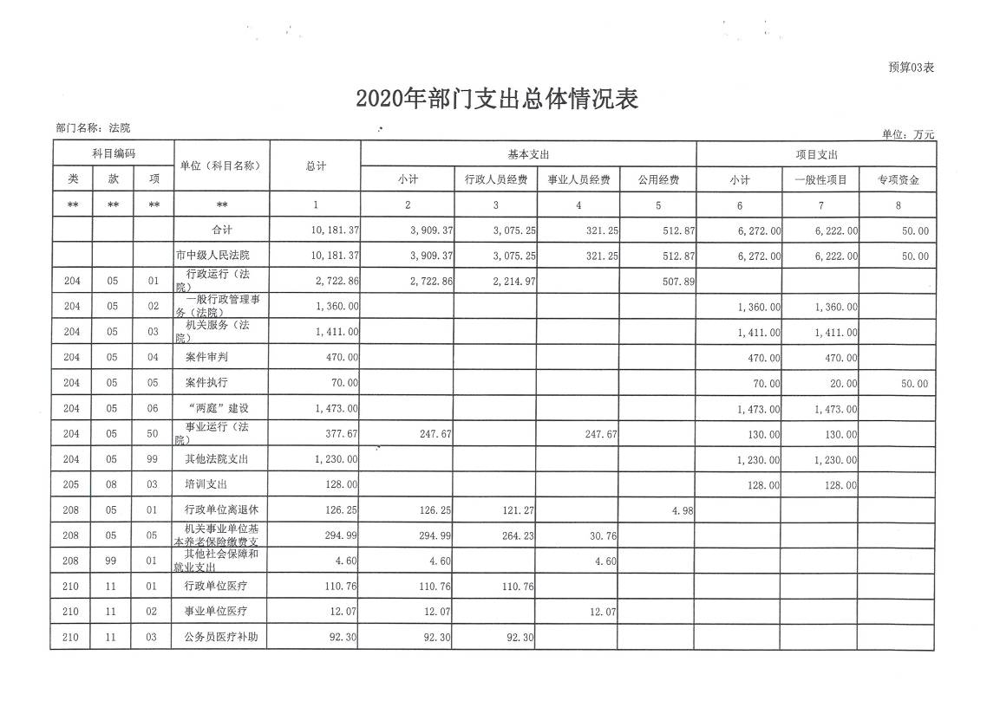 预算03表
2020年部门支出总体情况表
部门名称：法院
单位：万元
科目编码 单位（科目名称） 总计 基本支出 项目支出
类 款 项 小计 行政人员经费 事业人员经费 公用经费 小计 一般性项目 专项资金
** ** ** ** 1 2 3 4 5 6 7 8
合计 10,181.37 3,909.37 3,075.25 321.25 512.87 6,272.00 6,222.00 50.00
市中级人民法院 10,181.37 3,909.37 3,075.25 321.25 512.87 6,272.00 6,222.00 50.00
204 05 01 行政运行（法院） 2,722.86 2,722.86 2,214.97 507.89
204 05 02 一般行政管理事务（法院） 1,360.00 1,360.00 1,360.00
204 05 03 机关服务（法院） 1,411.00 1,411.00 1,411.00
204 05 04 案件审判 470.00 470.00 470.00
204 05 05 案件执行 70.00 70.00 20.00 50.00
204 05 06 “两庭”建设 1,473.00 1,473.00 1,473.00
204 05 50 事业运行（法院） 377.67 247.67 247.67 130.00 130.00
204 05 99 其他法院支出 1,230.00 1,230.00 1,230.00
205 08 03 培训支出 128.00 128.00 128.00
208 05 01 行政单位离退休 126.25 126.25 121.27 4.98
208 05 05 机关事业单位基本养老保险缴费支 294.99 294.99 264.23 30.76
208 99 01 其他社会保障和就业支出 4.60 4.60 4.60
210 11 01 行政单位医疗 110.76 110.76 110.76
210 11 02 事业单位医疗 12.07 12.07 12.07
210 11 03 公务员医疗补助 92.30 92.30 92.30